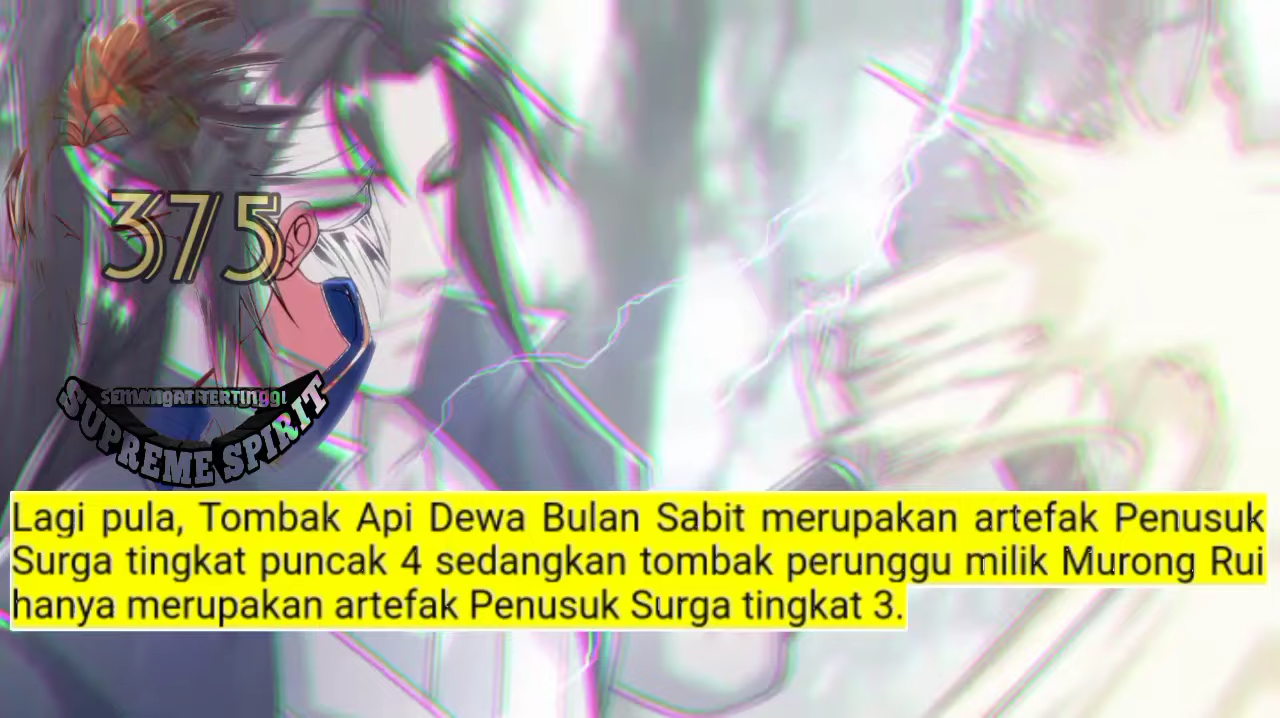 375
SUPREME SPIRIT
Lagi pula, Tombak Api Dewa Bulan Sabit merupakan artefak Penusuk
Surga tingkat puncak 4 sedangkan tombak perunggu milik Murong Rui
hanya merupakan artefak Penusuk Surga tingkat 3.